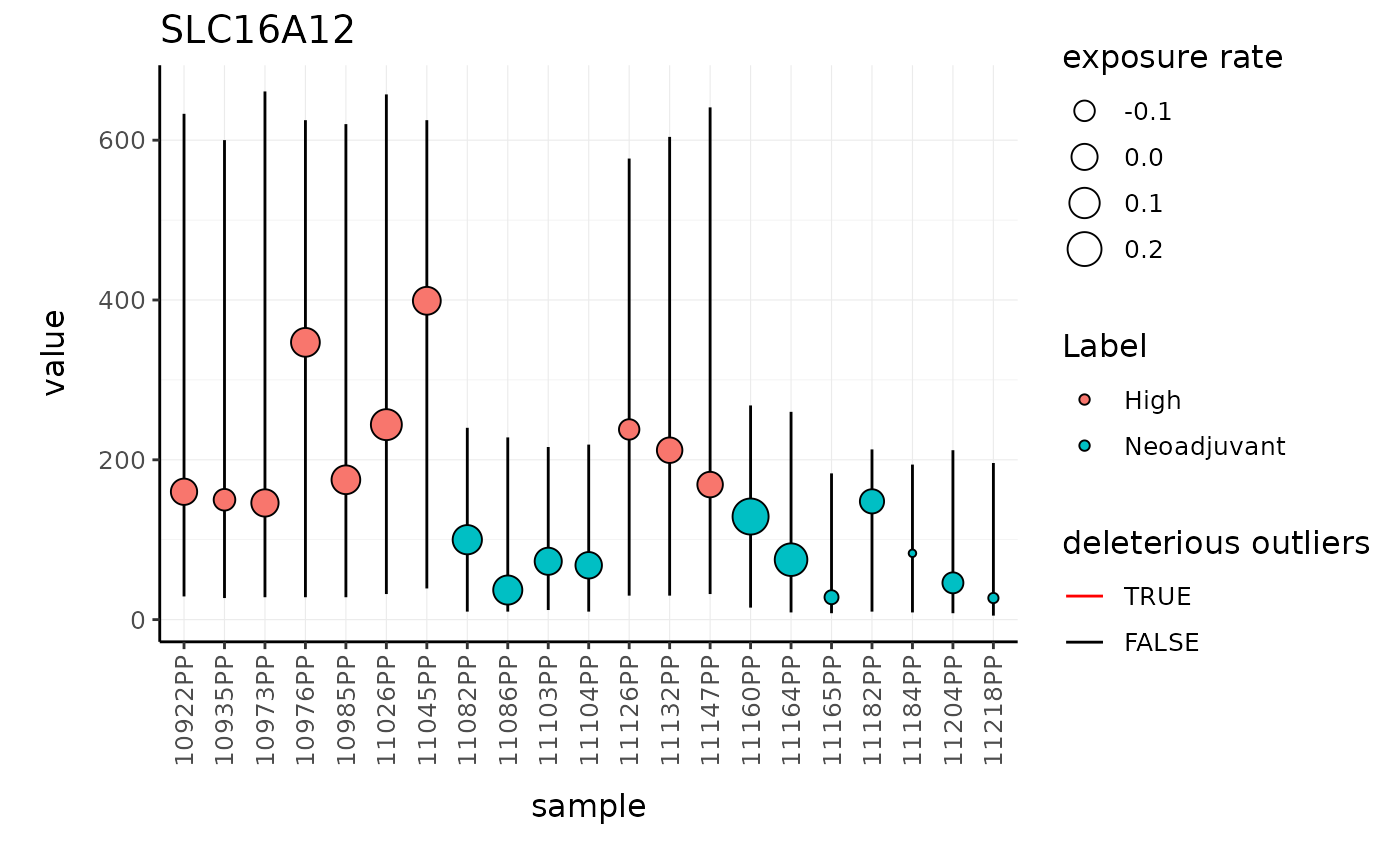 SLC16A12
value
600
400
200
0
10922PP
10935PP
10973PP
10976PP
10985PP
11026PP
11045PP
11082PP
11086PP
11103PP
11104PP
11126PP
11132PP
11147PP
11160PP
11164PP
11165PP
11182PP
11184PP
11204PP
11218PP
sample
exposure rate
-0.1
0.0
0.1
0.2
Label
High
Neoadjuvant
deleterious outliers
TRUE
FALSE